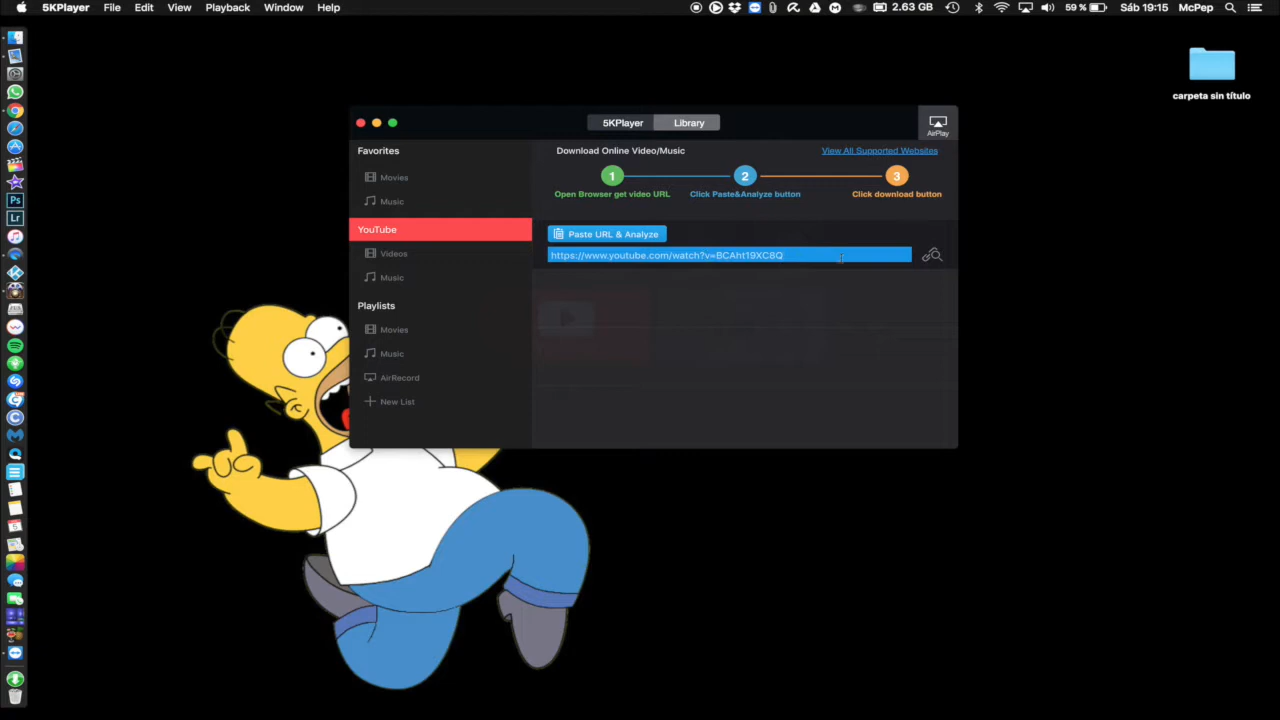 5KPlayer File Edit View Playback Window Help 2.63 GB 59 % Sáb 19:15 McPep
carpeta sin título
5KPlayer Library
AirPlay
Favorites
Movies
Music
YouTube
Videos
Music
Playlists
Movies
Music
AirRecord
New List
Download Online Video/Music View All Supported Websites
1 2 3
Open Browser get video URL Click Paste&Analyze button Click download button
Paste URL & Analyze
https://www.youtube.com/watch?v=BCAht19XC8Q
Ps
Lr